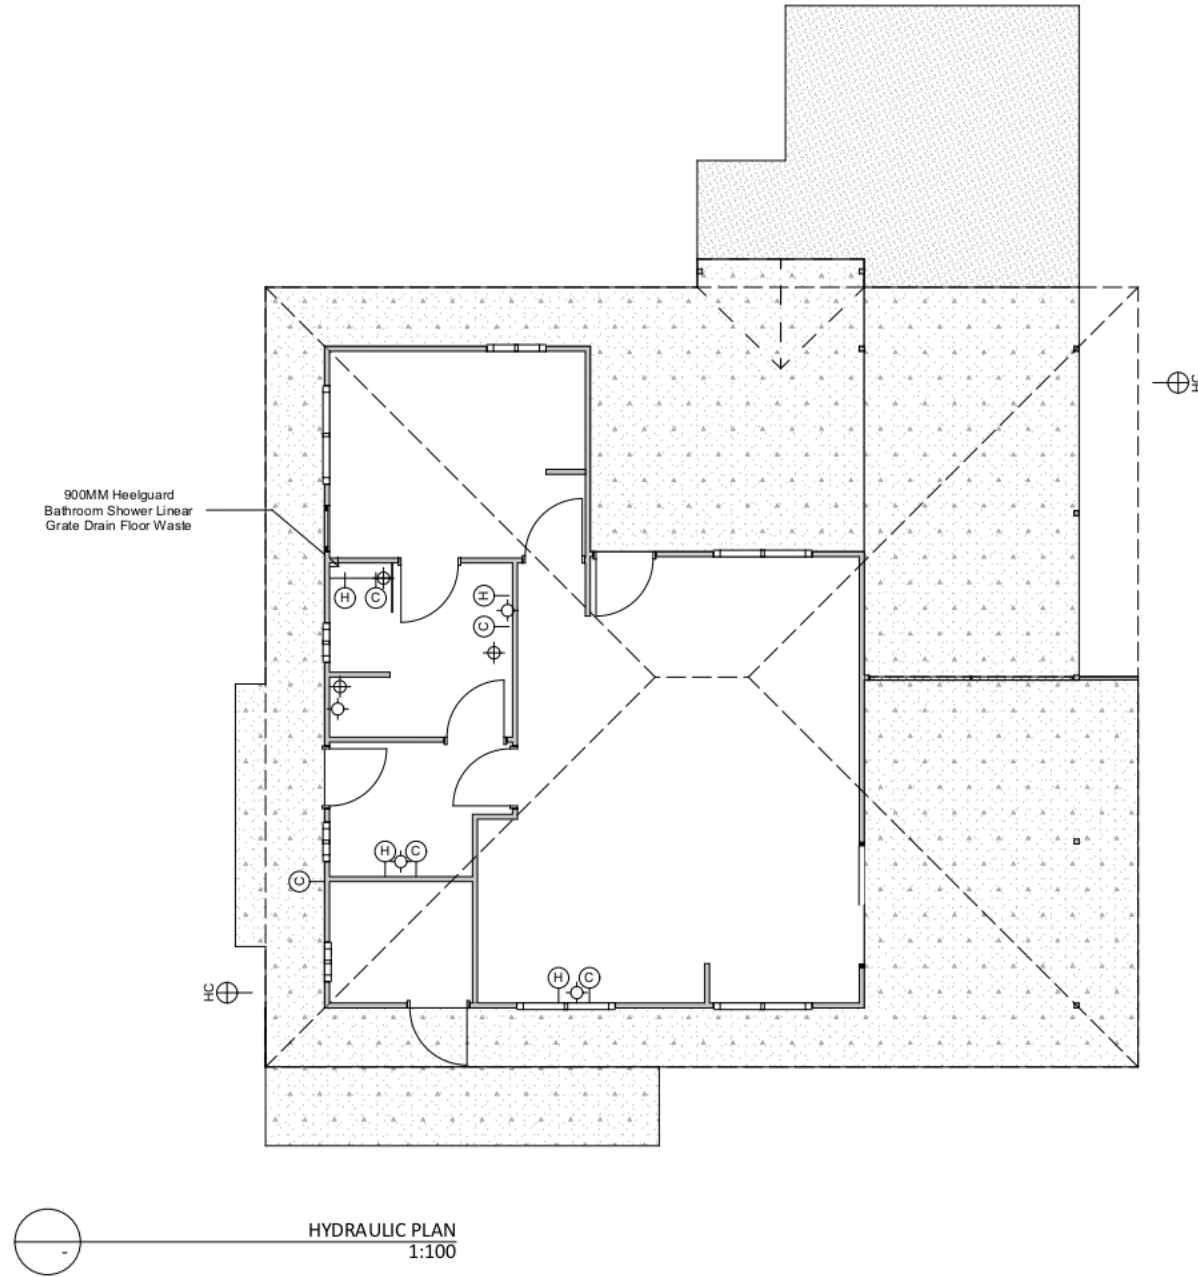 HC
900MM Heelguard
Bathroom Shower Linear
Grate Drain Floor Waste
H C
H
C
H C
C
H C
HC
HYDRAULIC PLAN
1:100
-